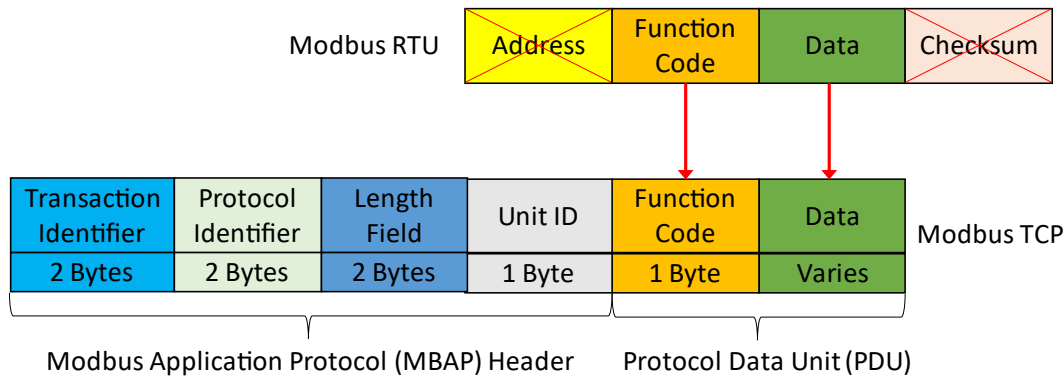 Modbus RTU
Address
Function
Code
Data
Checksum
Transaction
Identifier
Protocol
Identifier
Length
Field
Unit ID
Function
Code
Data
Modbus TCP
2 Bytes
2 Bytes
2 Bytes
1 Byte
1 Byte
Varies
Modbus Application Protocol (MBAP) Header
Protocol Data Unit (PDU)